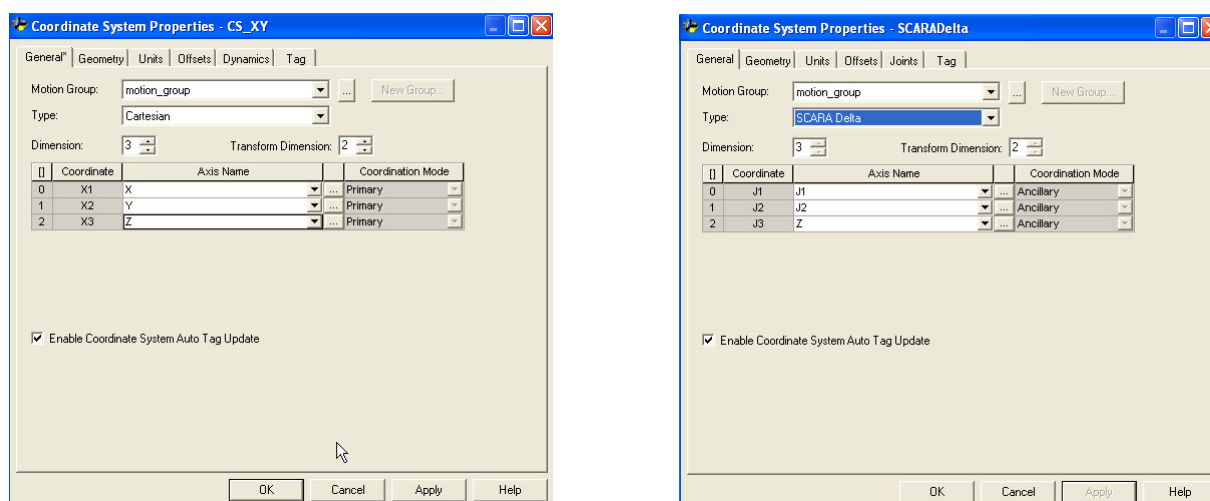 Coordinate System Properties - CS_XY
General* Geometry Units Offsets Dynamics Tag
Motion Group: motion_group ... New Group...
Type: Cartesian
Dimension: 3 Transform Dimension: 2
[] Coordinate Axis Name Coordination Mode
0 X1 X ... Primary
1 X2 Y ... Primary
2 X3 Z ... Primary
Enable Coordinate System Auto Tag Update
OK Cancel Apply Help
Coordinate System Properties - SCARADelta
General Geometry Units Offsets Joints Tag
Motion Group: motion_group ... New Group...
Type: SCARA Delta
Dimension: 3 Transform Dimension: 2
[] Coordinate Axis Name Coordination Mode
0 J1 J1 ... Ancillary
1 J2 J2 ... Ancillary
2 J3 Z ... Ancillary
Enable Coordinate System Auto Tag Update
OK Cancel Apply Help